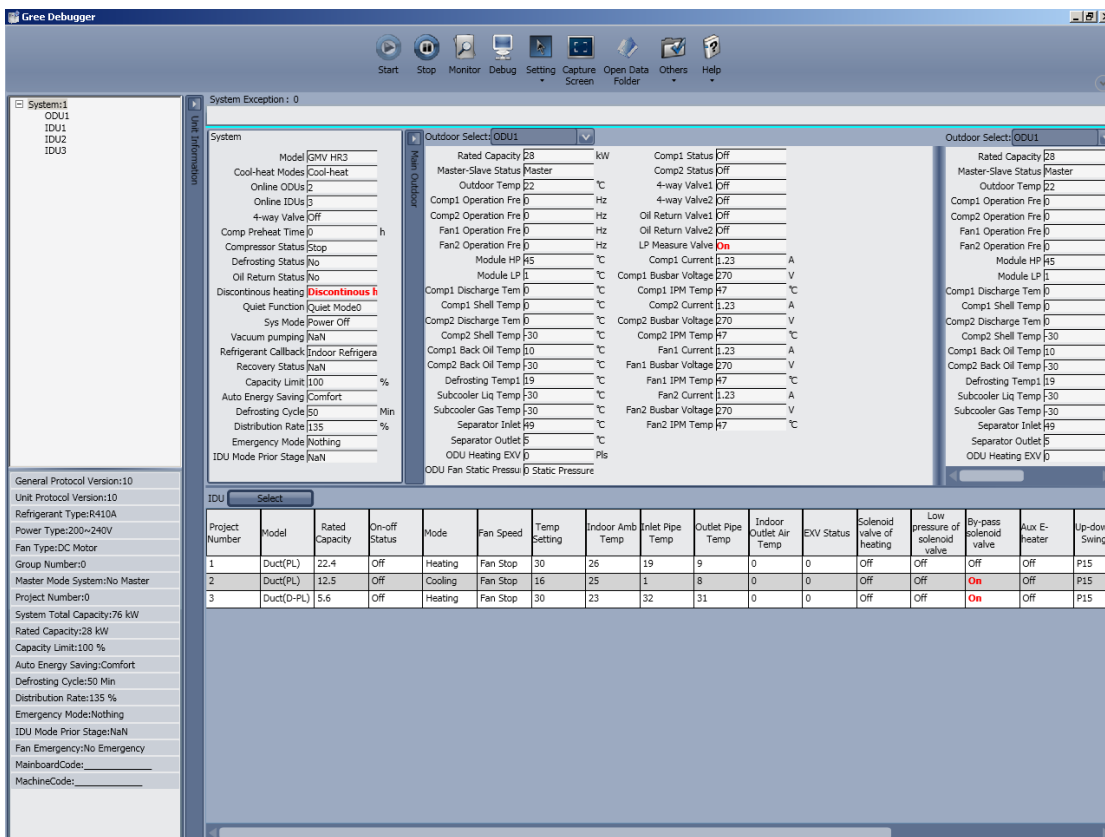 Gree Debugger
Start Stop Monitor Debug Setting Capture Screen Open Data Folder Others Help
System:1
ODU1
IDU1
IDU2
IDU3
Unit Information
System Exception : 0
System
Model GMV HR3
Cool-heat Modes Cool-heat
Online ODUs 2
Online IDUs 3
4-way Valve Off
Comp Preheat Time 0 h
Compressor Status Stop
Defrosting Status No
Oil Return Status No
Discontinous heating Discontinous h
Quiet Function Quiet Mode0
Sys Mode Power Off
Vacuum pumping NaN
Refrigerant Callback Indoor Refrigera
Recovery Status NaN
Capacity Limit 100 %
Auto Energy Saving Comfort
Defrosting Cycle 50 Min
Distribution Rate 135 %
Emergency Mode Nothing
IDU Mode Prior Stage NaN
Main Outdoor
Outdoor Select: ODU1
Rated Capacity 28 kW
Master-Slave Status Master
Outdoor Temp 22 ℃
Comp1 Operation Fre 0 Hz
Comp2 Operation Fre 0 Hz
Fan1 Operation Fre 0 Hz
Fan2 Operation Fre 0 Hz
Module HP 45 ℃
Module LP 1 ℃
Comp1 Discharge Tem 0 ℃
Comp1 Shell Temp 0 ℃
Comp2 Discharge Tem 0 ℃
Comp2 Shell Temp -30 ℃
Comp1 Back Oil Temp 10 ℃
Comp2 Back Oil Temp -30 ℃
Defrosting Temp1 19 ℃
Subcooler Liq Temp -30 ℃
Subcooler Gas Temp -30 ℃
Separator Inlet 49 ℃
Separator Outlet 5 ℃
ODU Heating EXV 0 Pls
ODU Fan Static Pressui 0 Static Pressure
Comp1 Status Off
Comp2 Status Off
4-way Valve1 Off
4-way Valve2 Off
Oil Return Valve1 Off
Oil Return Valve2 Off
LP Measure Valve On
Comp1 Current 1.23 A
Comp1 Busbar Voltage 270 V
Comp1 IPM Temp 47 ℃
Comp2 Current 1.23 A
Comp2 Busbar Voltage 270 V
Comp2 IPM Temp 47 ℃
Fan1 Current 1.23 A
Fan1 Busbar Voltage 270 V
Fan1 IPM Temp 47 ℃
Fan2 Current 1.23 A
Fan2 Busbar Voltage 270 V
Fan2 IPM Temp 47 ℃
Outdoor Select: ODU1
Rated Capacity 28
Master-Slave Status Master
Outdoor Temp 22
Comp1 Operation Fre 0
Comp2 Operation Fre 0
Fan1 Operation Fre 0
Fan2 Operation Fre 0
Module HP 45
Module LP 1
Comp1 Discharge Tem 0
Comp1 Shell Temp 0
Comp2 Discharge Tem 0
Comp2 Shell Temp -30
Comp1 Back Oil Temp 10
Comp2 Back Oil Temp -30
Defrosting Temp1 19
Subcooler Liq Temp -30
Subcooler Gas Temp -30
Separator Inlet 49
Separator Outlet 5
ODU Heating EXV 0
General Protocol Version:10
Unit Protocol Version:10
Refrigerant Type:R410A
Power Type:200~240V
Fan Type:DC Motor
Group Number:0
Master Mode System:No Master
Project Number:0
System Total Capacity:76 kW
Rated Capacity:28 kW
Capacity Limit:100 %
Auto Energy Saving:Comfort
Defrosting Cycle:50 Min
Distribution Rate:135 %
Emergency Mode:Nothing
IDU Mode Prior Stage:NaN
Fan Emergency:No Emergency
MainboardCode:_____________
MachineCode:_____________
IDU Select
Project Number Model Rated Capacity On-off Status Mode Fan Speed Temp Setting Indoor Amb Temp Inlet Pipe Temp Outlet Pipe Temp Indoor Outlet Air Temp EXV Status Solenoid valve of heating Low pressure of solenoid valve By-pass solenoid valve Aux E-heater Up-dow Swing
1 Duct(PL) 22.4 Off Heating Fan Stop 30 26 19 9 0 0 Off Off Off Off P15
2 Duct(PL) 12.5 Off Cooling Fan Stop 16 25 1 8 0 0 Off Off On Off P15
3 Duct(D-PL) 5.6 Off Heating Fan Stop 30 23 32 31 0 0 Off Off On Off P15